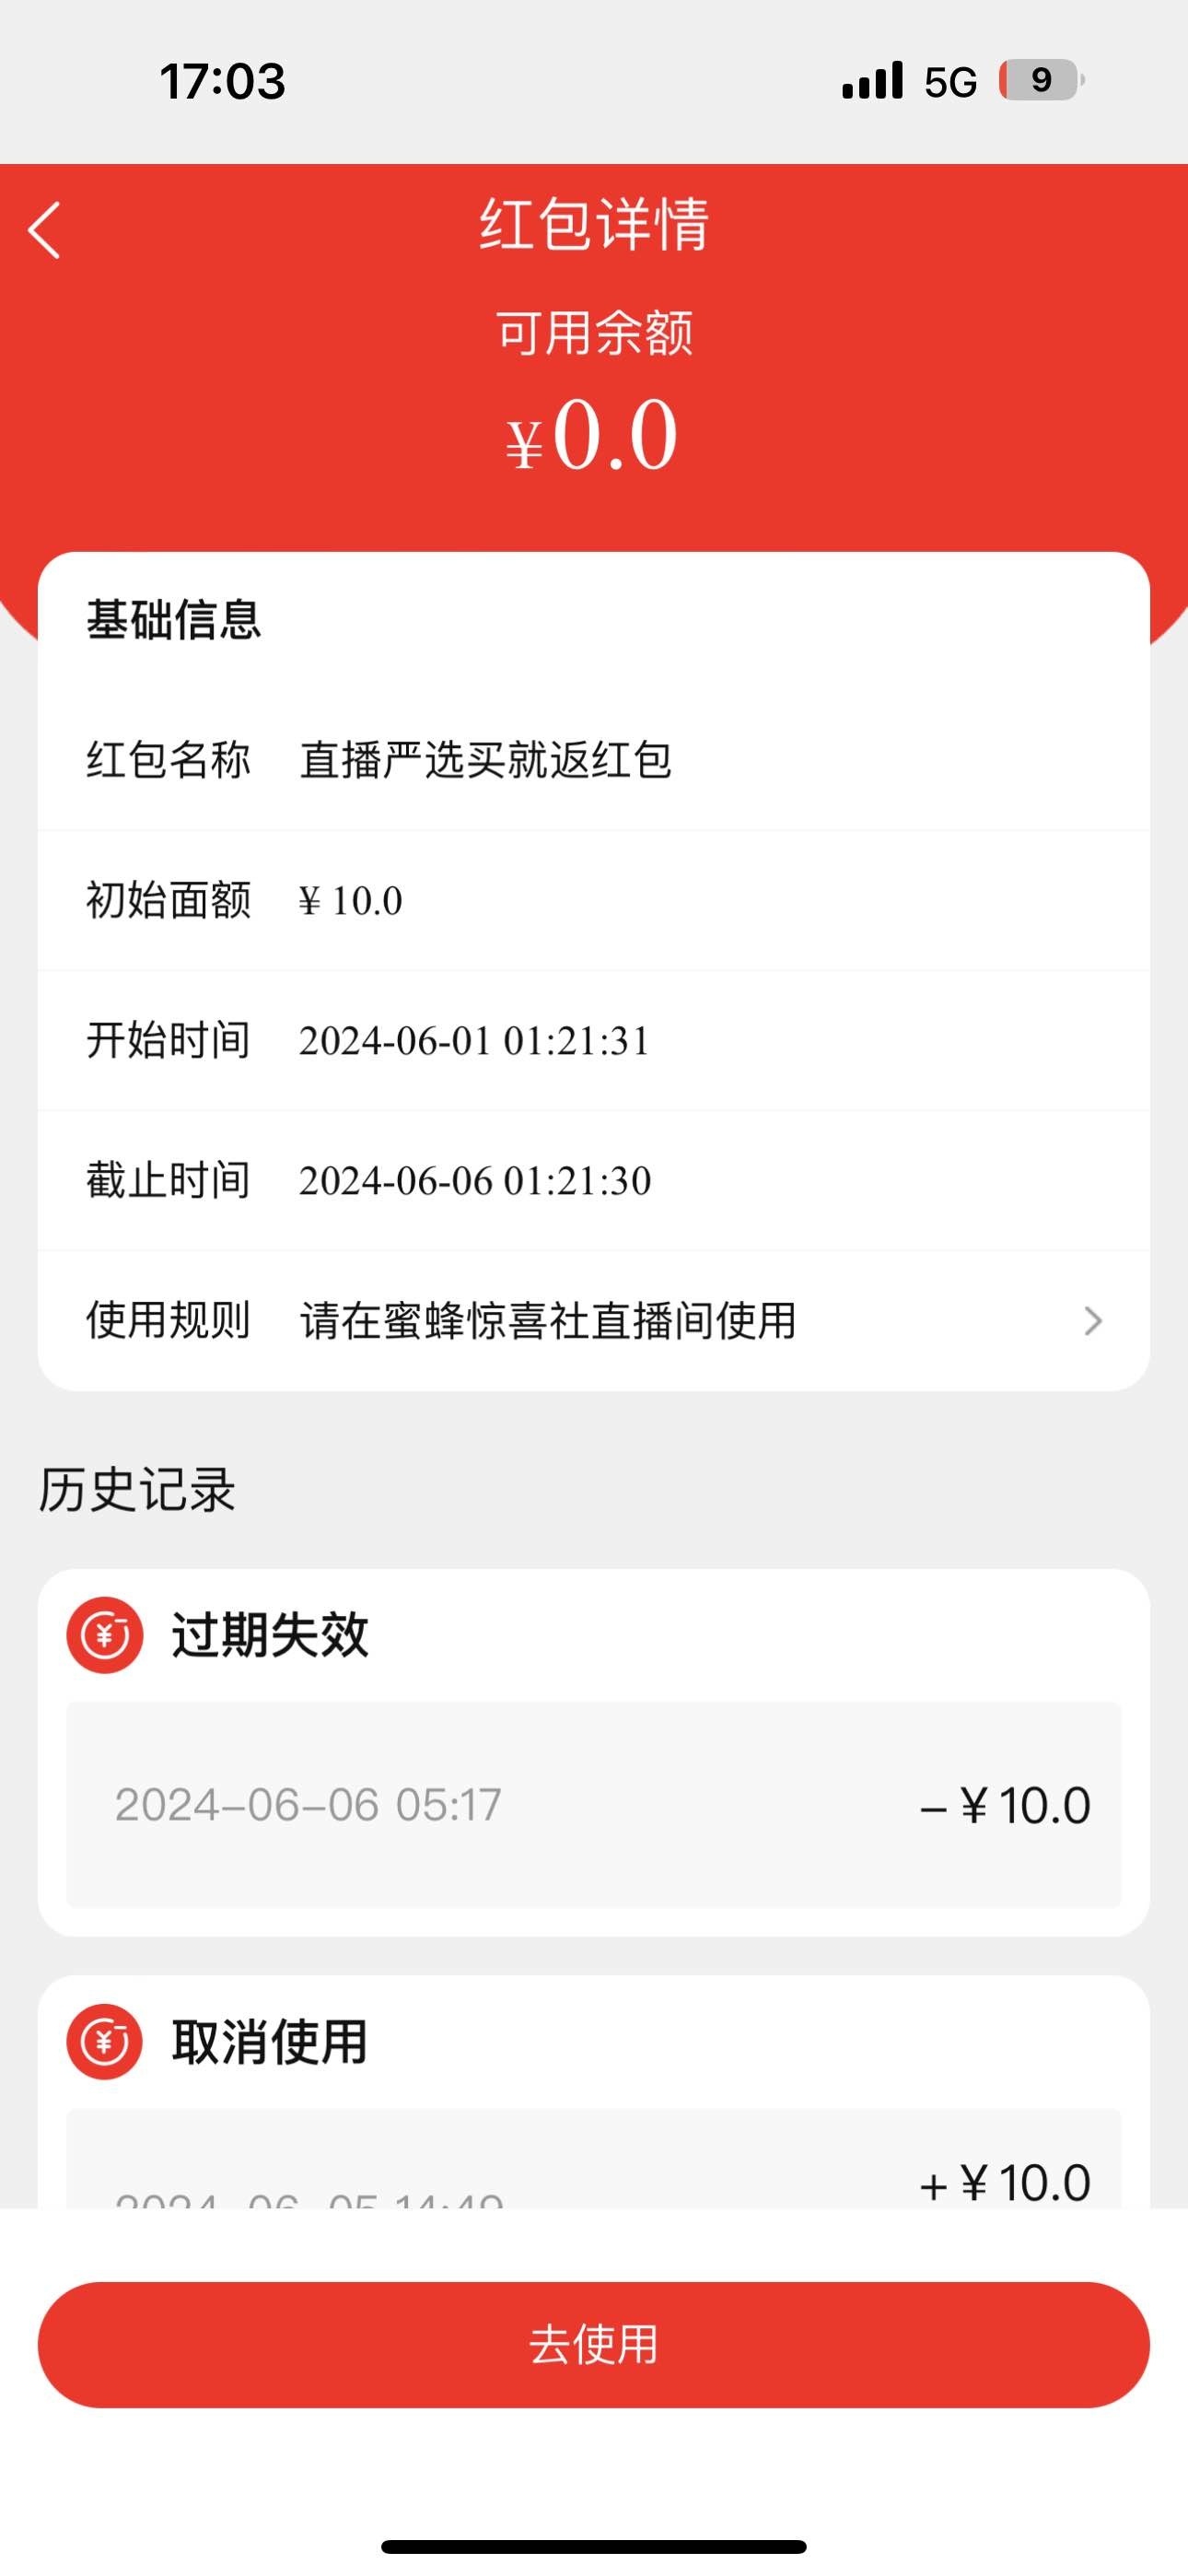 17:03
5G
9
红包详情
可用余额
¥0.0
基础信息
红包名称 直播严选买就返红包
初始面额 ¥ 10.0
开始时间 2024-06-01 01:21:31
截止时间 2024-06-06 01:21:30
使用规则 请在蜜蜂惊喜社直播间使用
历史记录
过期失效
2024-06-06 05:17 -¥10.0
取消使用
+¥10.0
去使用